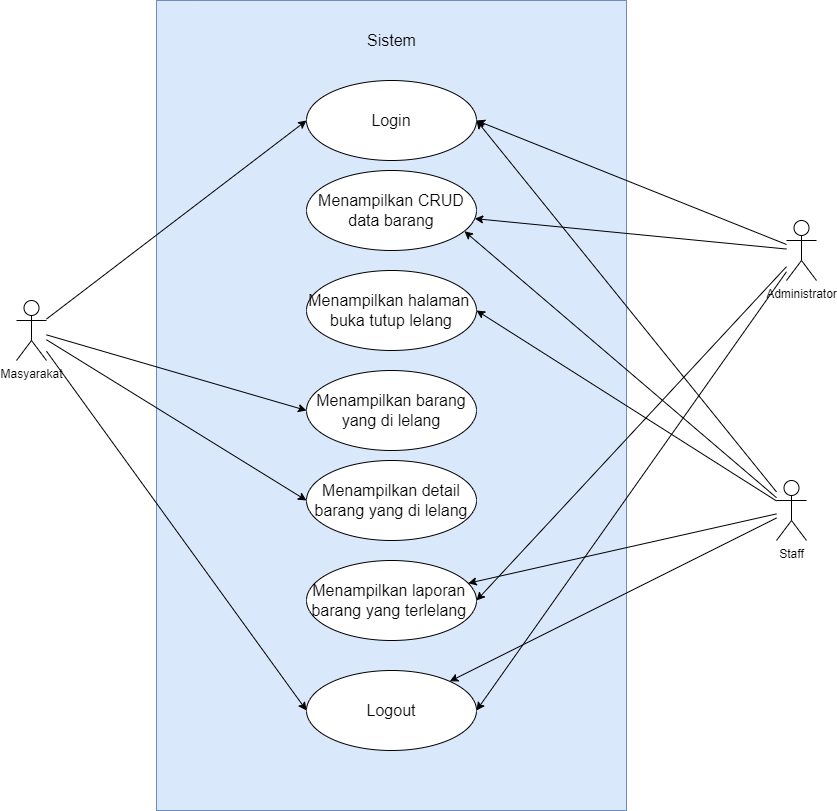 Sistem
Login
Menampilkan CRUD
data barang
Administrator
Menampilkan halaman
buka tutup lelang
Masyarakat
Menampilkan barang
yang di lelang
Menampilkan detail
barang yang di lelang
Staff
Menampilkan laporan
barang yang terlelang
Logout